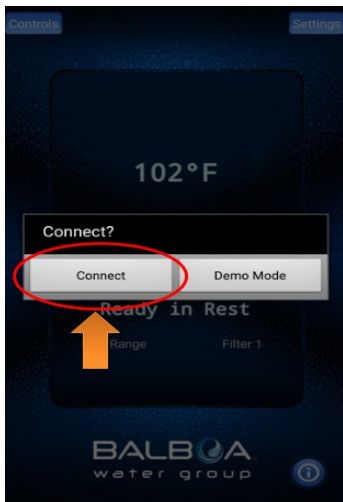 Controls Settings
102°F
Connect?
Connect Demo Mode
Ready in Rest
Range Filter 1
BALBOA
water group